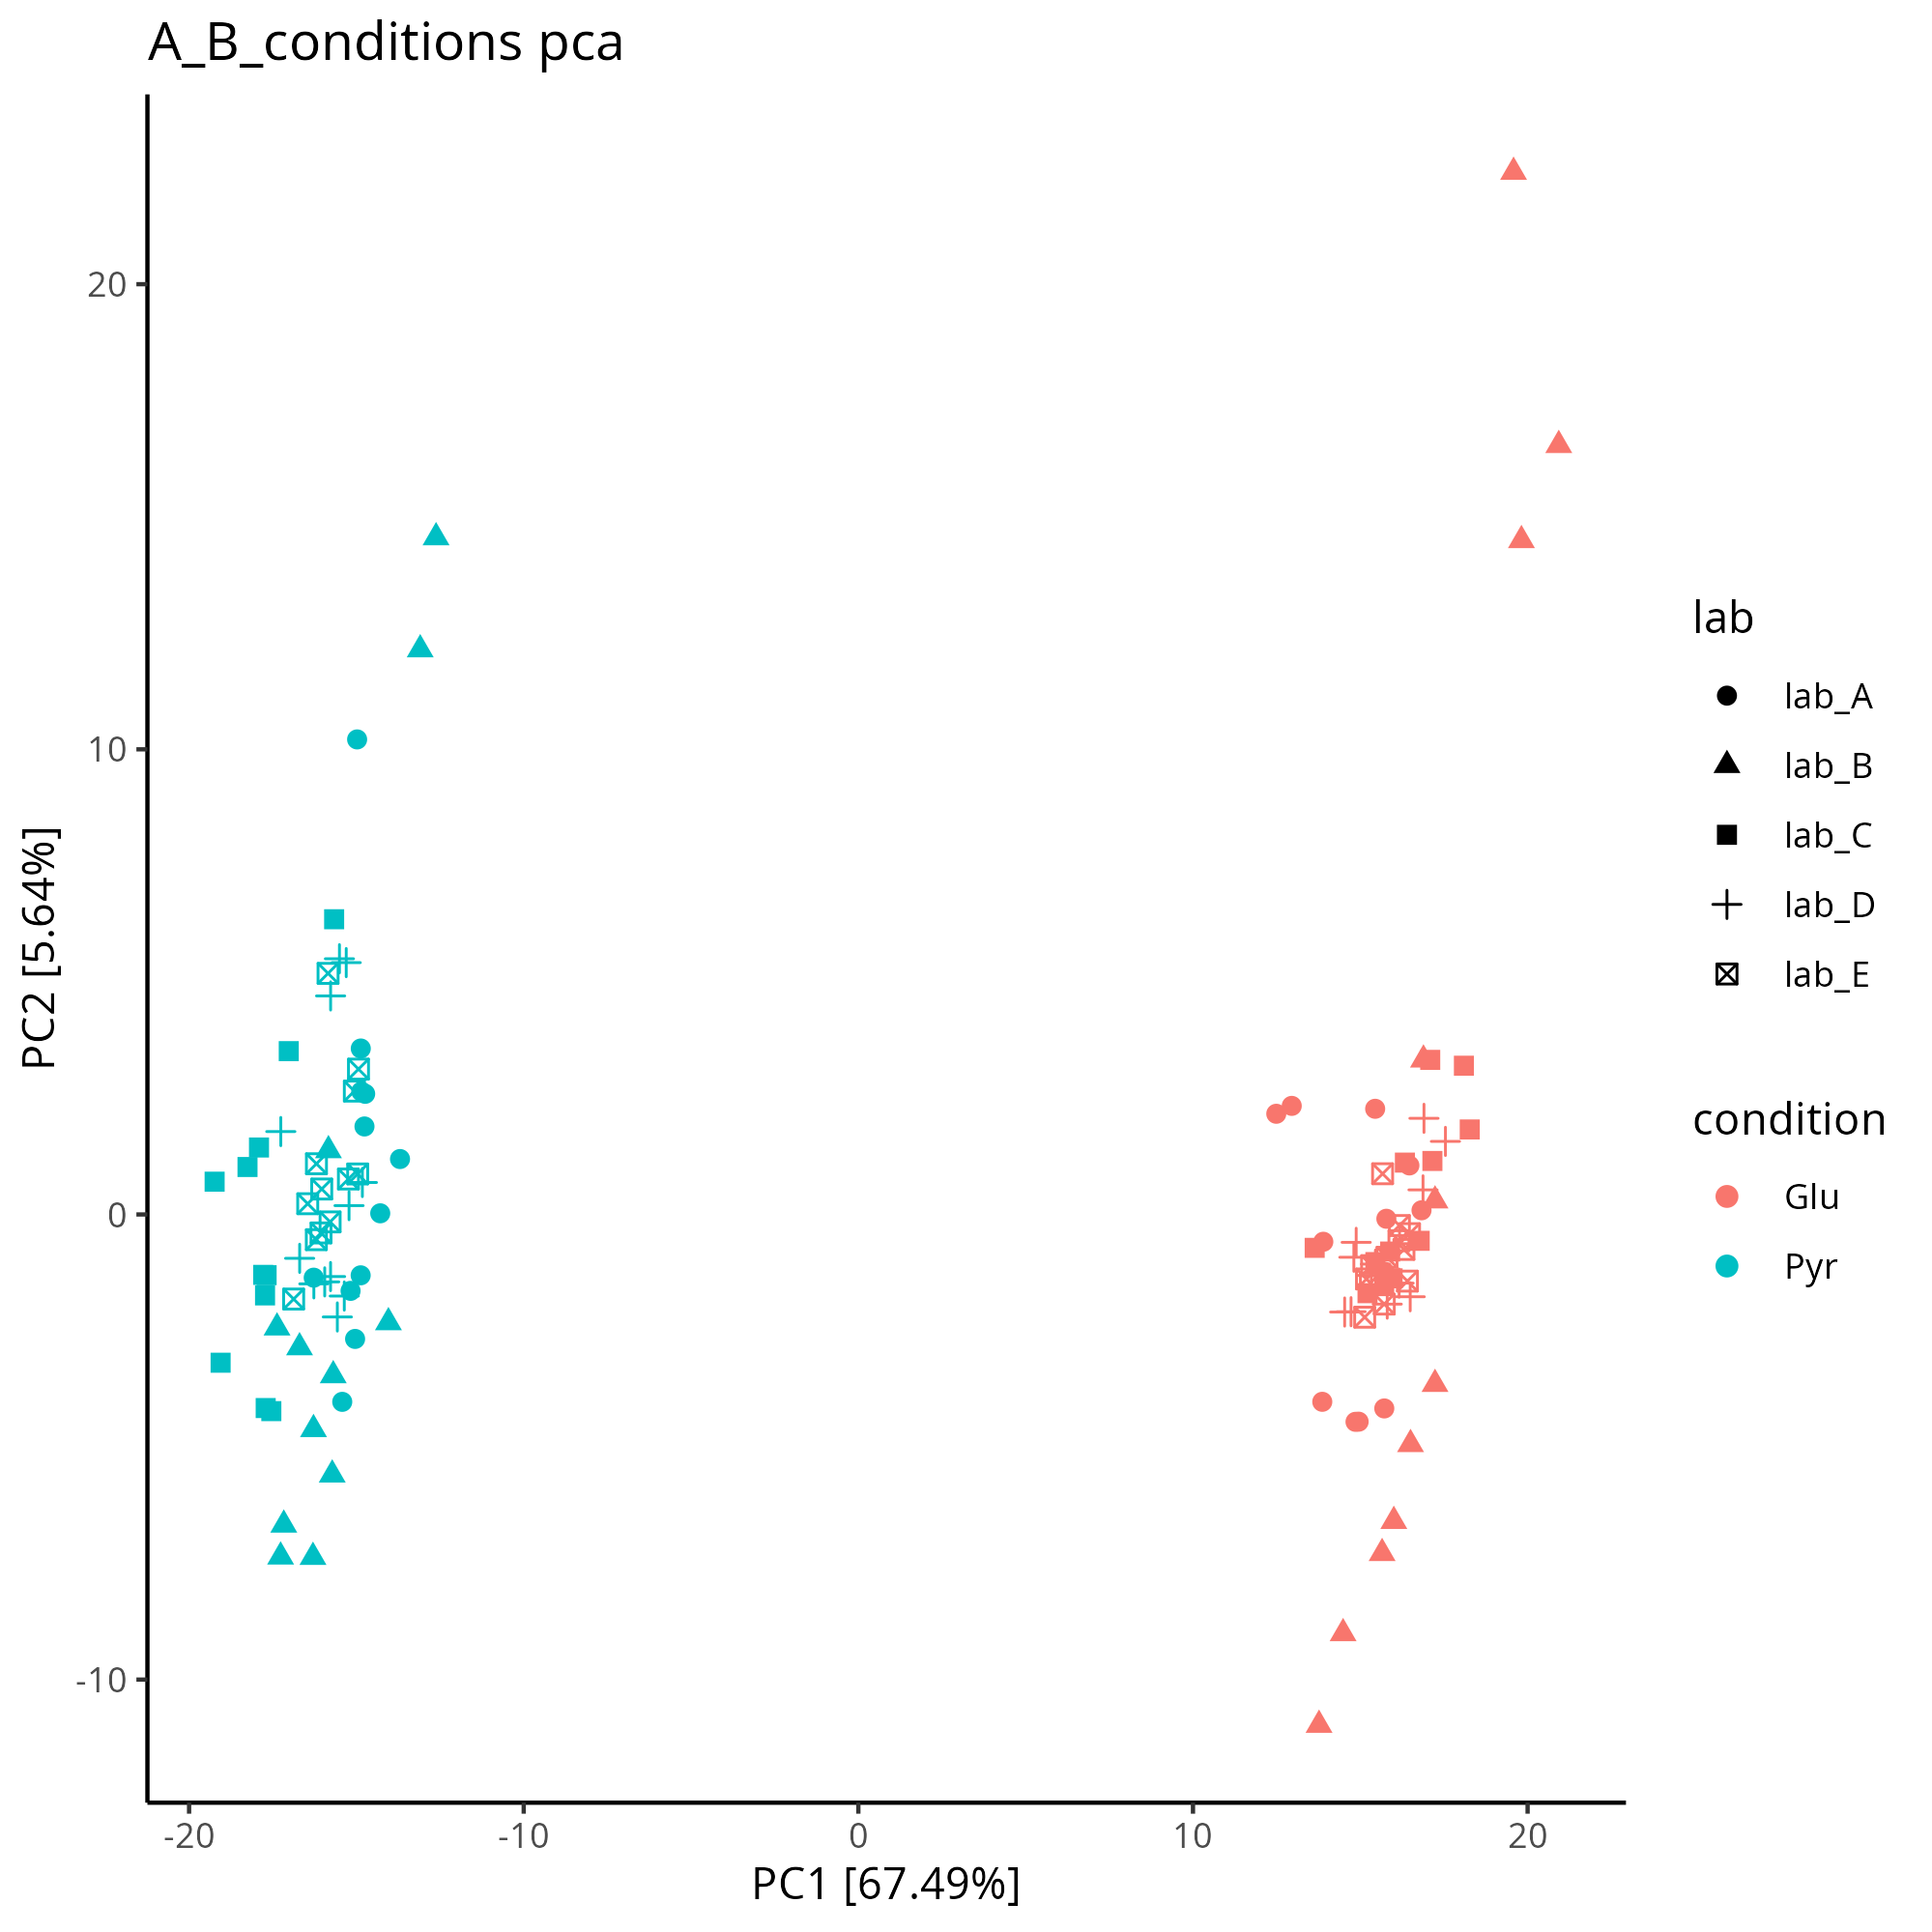 A_B_conditions pca
20
10
0
-10
PC2 [5.64%]
-20
-10
0
10
20
PC1 [67.49%]
lab
lab_A
lab_B
lab_C
lab_D
lab_E
condition
Glu
Pyr